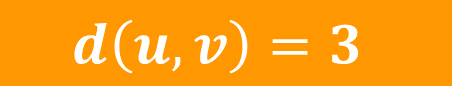 d(u, v) = 3